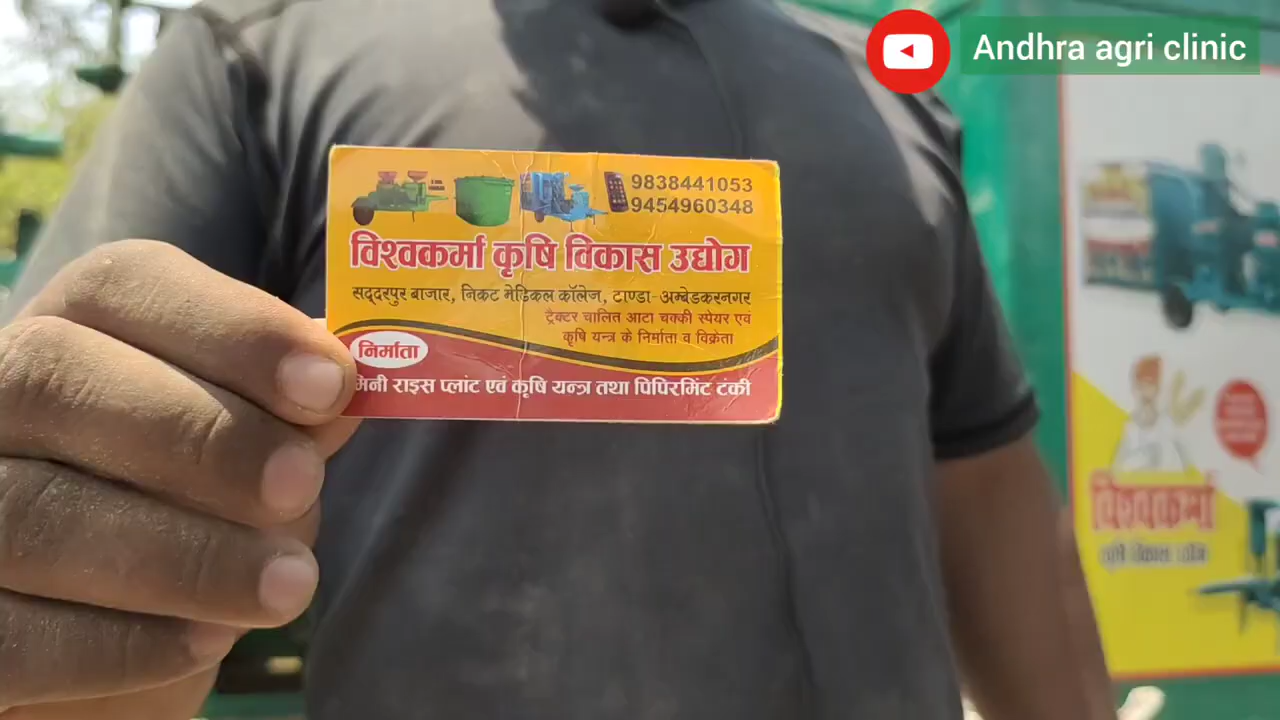 Andhra agri clinic
9838441053
9454960348
विश्वकर्मा कृषि विकास उद्योग
सद्दरपुर बाजार, निकट मेडिकल कॉलेज, टाण्डा-अम्बेडकरनगर
ट्रैक्टर चालित आटा चक्की स्पेयर एवं
कृषि यन्त्र के निर्माता व विक्रेता
निर्माता
मिनी राइस प्लांट एवं कृषि यन्त्र तथा पिपिरमिंट टंकी
विश्वकर्मा